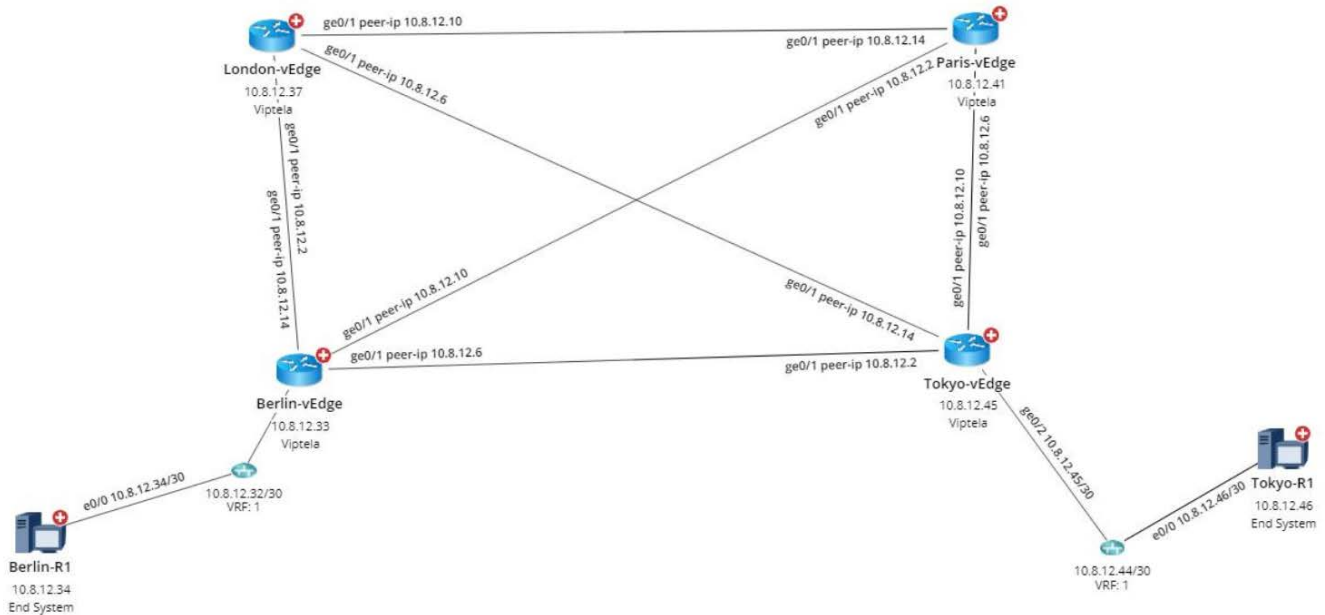 ge0/1 peer-ip 10.8.12.10
ge0/1 peer-ip 10.8.12.14
London-vEdge
10.8.12.37
Viptela
Paris-vEdge
10.8.12.41
Viptela
ge0/1 peer-ip 10.8.12.6
ge0/1 peer-ip 10.8.12.2
ge0/1 peer-ip 10.8.12.2
ge0/1 peer-ip 10.8.12.14
ge0/1 peer-ip 10.8.12.10
ge0/1 peer-ip 10.8.12.6
ge0/1 peer-ip 10.8.12.10
ge0/1 peer-ip 10.8.12.14
ge0/1 peer-ip 10.8.12.6
ge0/1 peer-ip 10.8.12.2
Berlin-vEdge
10.8.12.33
Viptela
Tokyo-vEdge
10.8.12.45
Viptela
e0/0 10.8.12.34/30
10.8.12.32/30
VRF: 1
ge0/2 10.8.12.45/30
e0/0 10.8.12.46/30
Tokyo-R1
10.8.12.46
End System
Berlin-R1
10.8.12.34
End System
10.8.12.44/30
VRF: 1